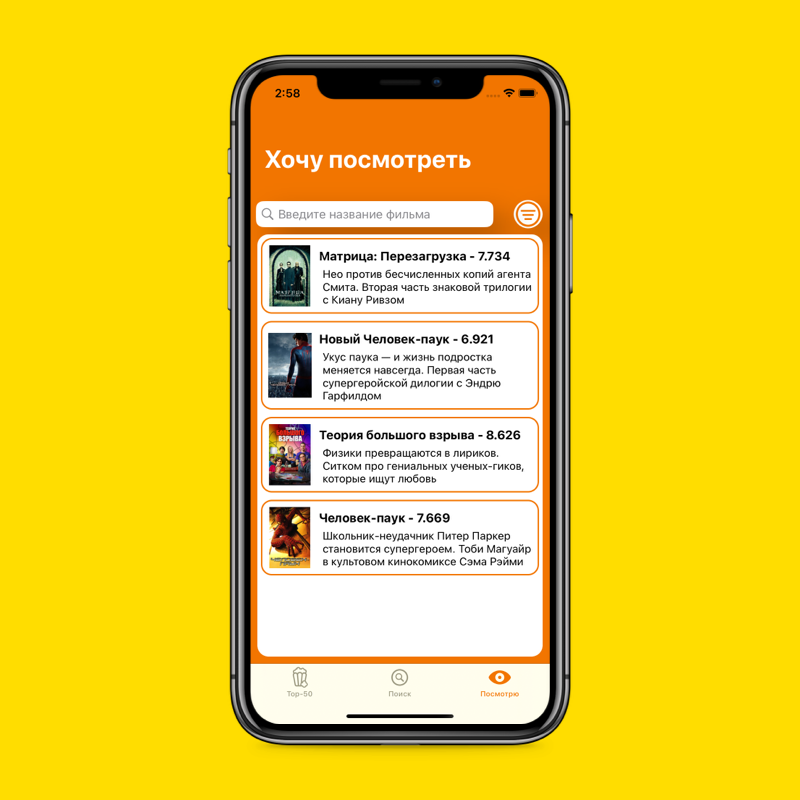 2:58
Хочу посмотреть
Введите название фильма
Матрица: Перезагрузка - 7.734
Нео против бесчисленных копий агента
Смита. Вторая часть знаковой трилогии
с Киану Ривзом
Новый Человек-паук - 6.921
Укус паука — и жизнь подростка
меняется навсегда. Первая часть
супергеройской дилогии с Эндрю
Гарфилдом
ВЗРЫВА
Теория большого взрыва - 8.626
Физики превращаются в лириков.
Ситком про гениальных ученых-гиков,
которые ищут любовь
Человек-паук - 7.669
Школьник-неудачник Питер Паркер
становится супергероем. Тоби Магуайр
в культовом кинокомиксе Сэма Рэйми
Top-50
Поиск
Посмотрю